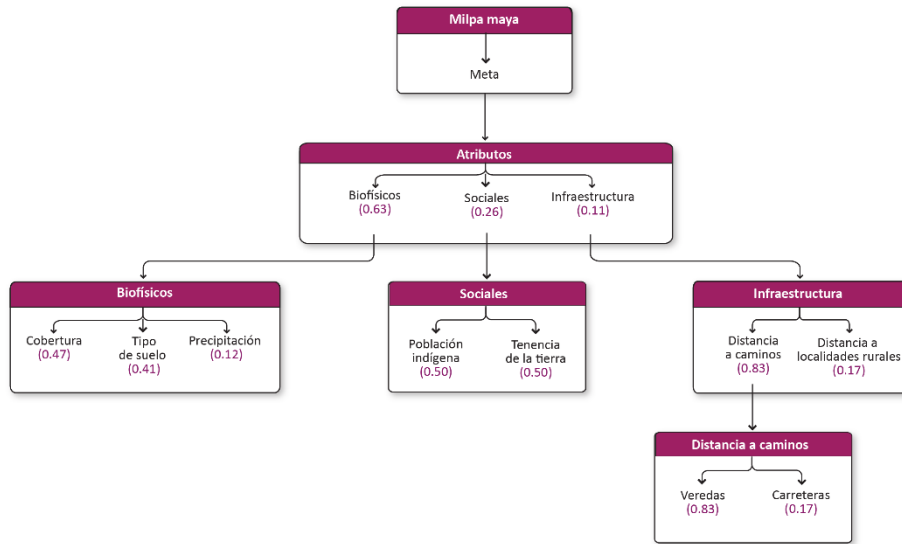 Milpa maya
Meta
Atributos
Biofísicos
(0.63)
Sociales
(0.26)
Infraestructura
(0.11)
Biofísicos
Cobertura
(0.47)
Tipo
de suelo
(0.41)
Precipitación
(0.12)
Sociales
Población
indígena
(0.50)
Tenencia
de la tierra
(0.50)
Infraestructura
Distancia
a caminos
(0.83)
Distancia a
localidades rurales
(0.17)
Distancia a caminos
Veredas
(0.83)
Carreteras
(0.17)